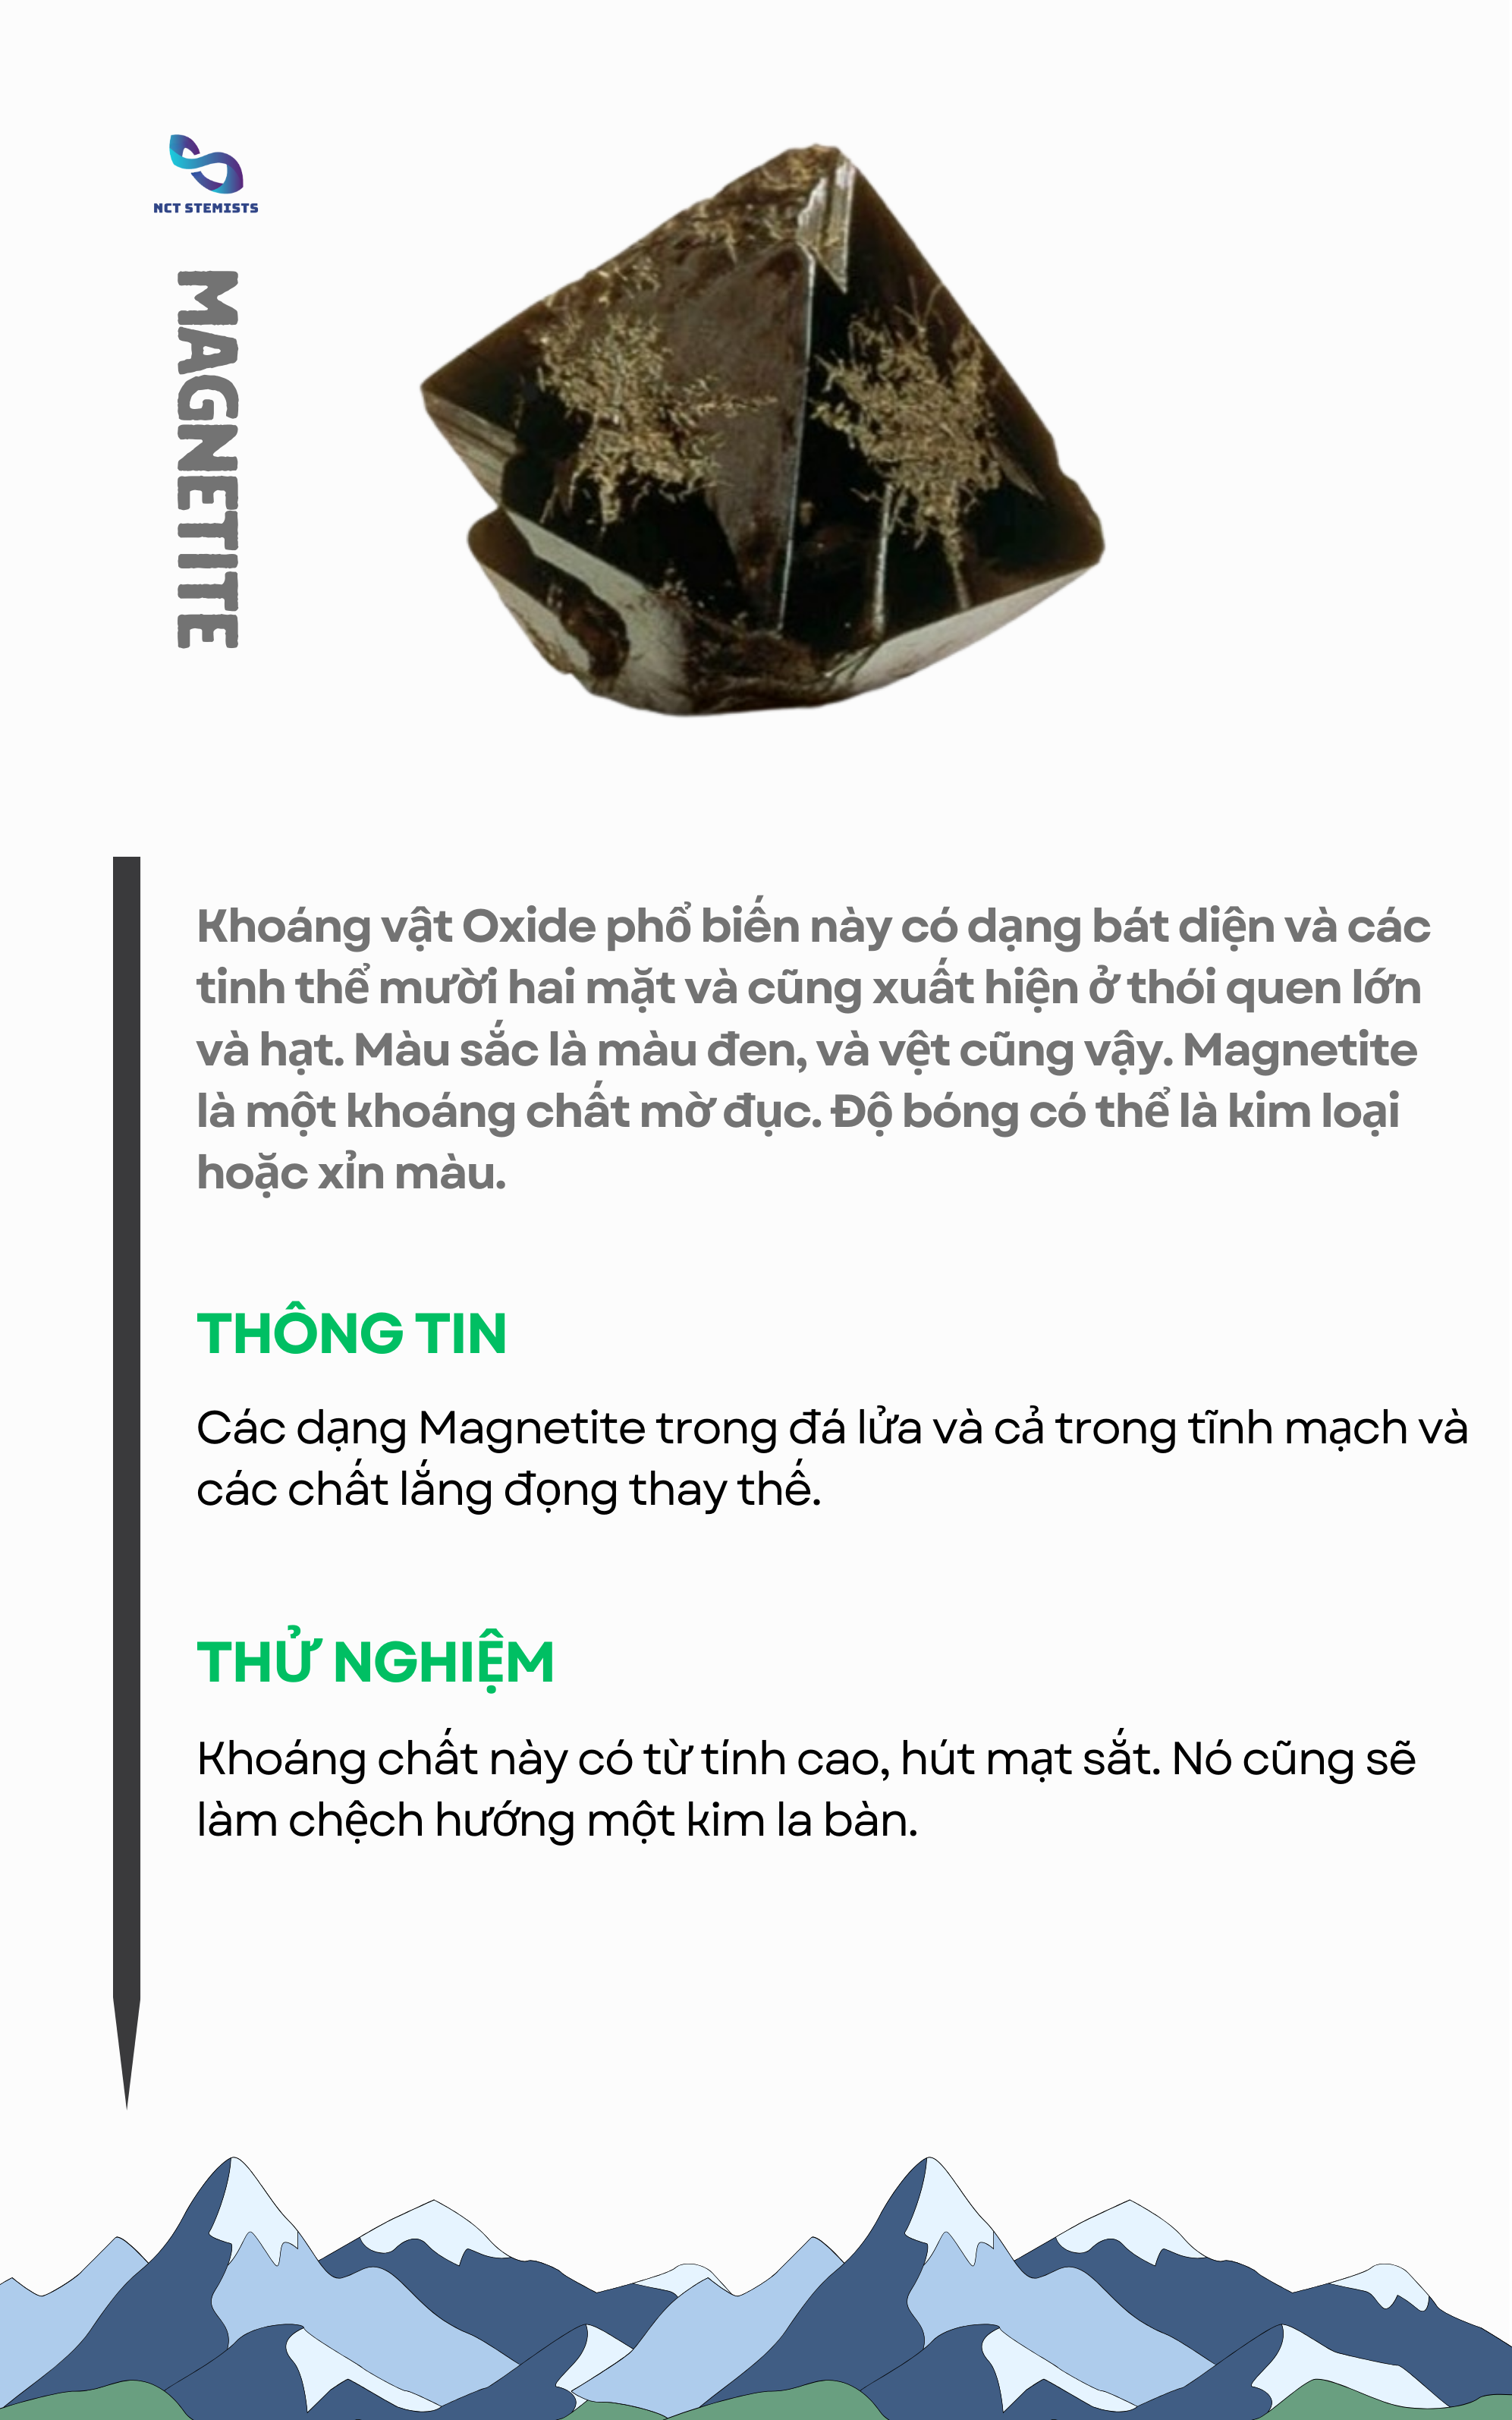 NCT STEMISTS
MAGNETITE
Khoáng vật Oxide phổ biến này có dạng bát diện và các
tinh thể mười hai mặt và cũng xuất hiện ở thói quen lớn
và hạt. Màu sắc là màu đen, và vệt cũng vậy. Magnetite
là một khoáng chất mờ đục. Độ bóng có thể là kim loại
hoặc xỉn màu.
THÔNG TIN
Các dạng Magnetite trong đá lửa và cả trong tĩnh mạch và
các chất lắng đọng thay thế.
THỬ NGHIỆM
Khoáng chất này có từ tính cao, hút mạt sắt. Nó cũng sẽ
làm chệch hướng một kim la bàn.